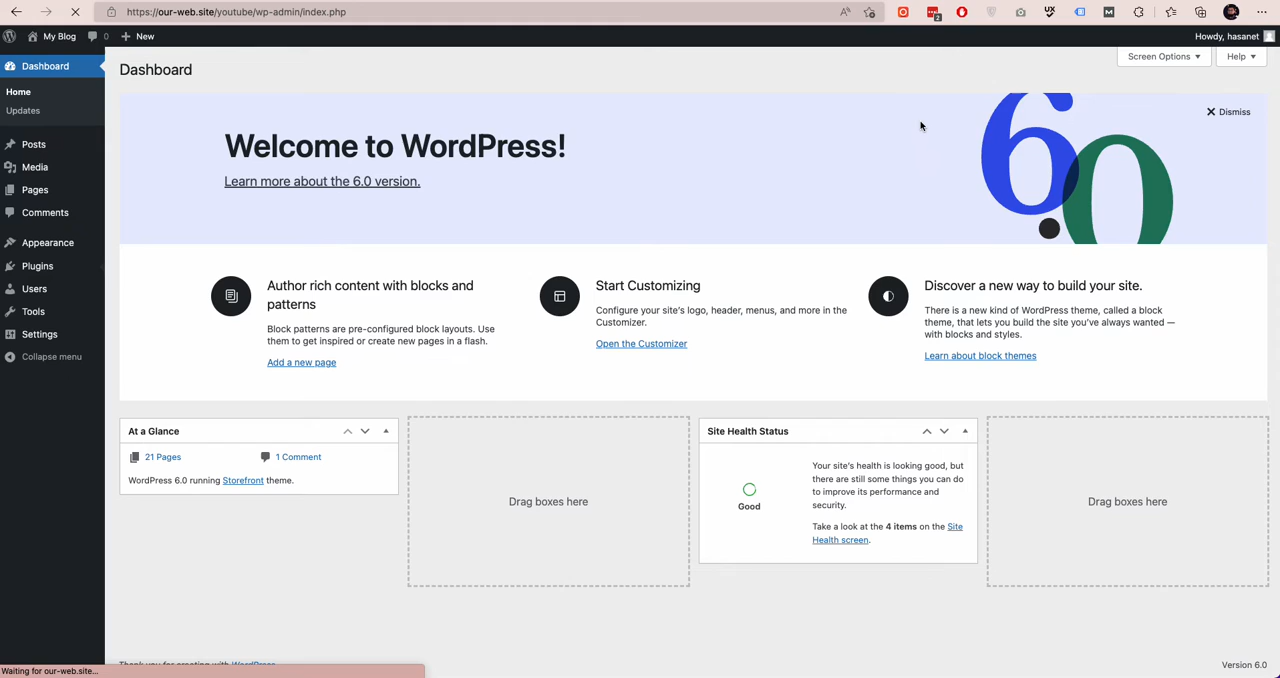 https://our-web.site/youtube/wp-admin/index.php
2
UX
M
My Blog
0
New
Howdy, hasanet
Dashboard
Home
Updates
Posts
Media
Pages
Comments
Appearance
Plugins
Users
Tools
Settings
Collapse menu
Dashboard
Screen Options
Help
Dismiss
Welcome to WordPress!
Learn more about the 6.0 version.
6.0
Author rich content with blocks and
patterns
Block patterns are pre-configured block layouts. Use
them to get inspired or create new pages in a flash.
Add a new page
Start Customizing
Configure your site's logo, header, menus, and more in the
Customizer.
Open the Customizer
Discover a new way to build your site.
There is a new kind of WordPress theme, called a block
theme, that lets you build the site you've always wanted —
with blocks and styles.
Learn about block themes
At a Glance
21 Pages
1 Comment
WordPress 6.0 running Storefront theme.
Drag boxes here
Site Health Status
Good
Your site's health is looking good, but
there are still some things you can do
to improve its performance and
security.
Take a look at the 4 items on the Site
Health screen.
Drag boxes here
Thank you for creating with WordPress.
Version 6.0
Waiting for our-web.site...